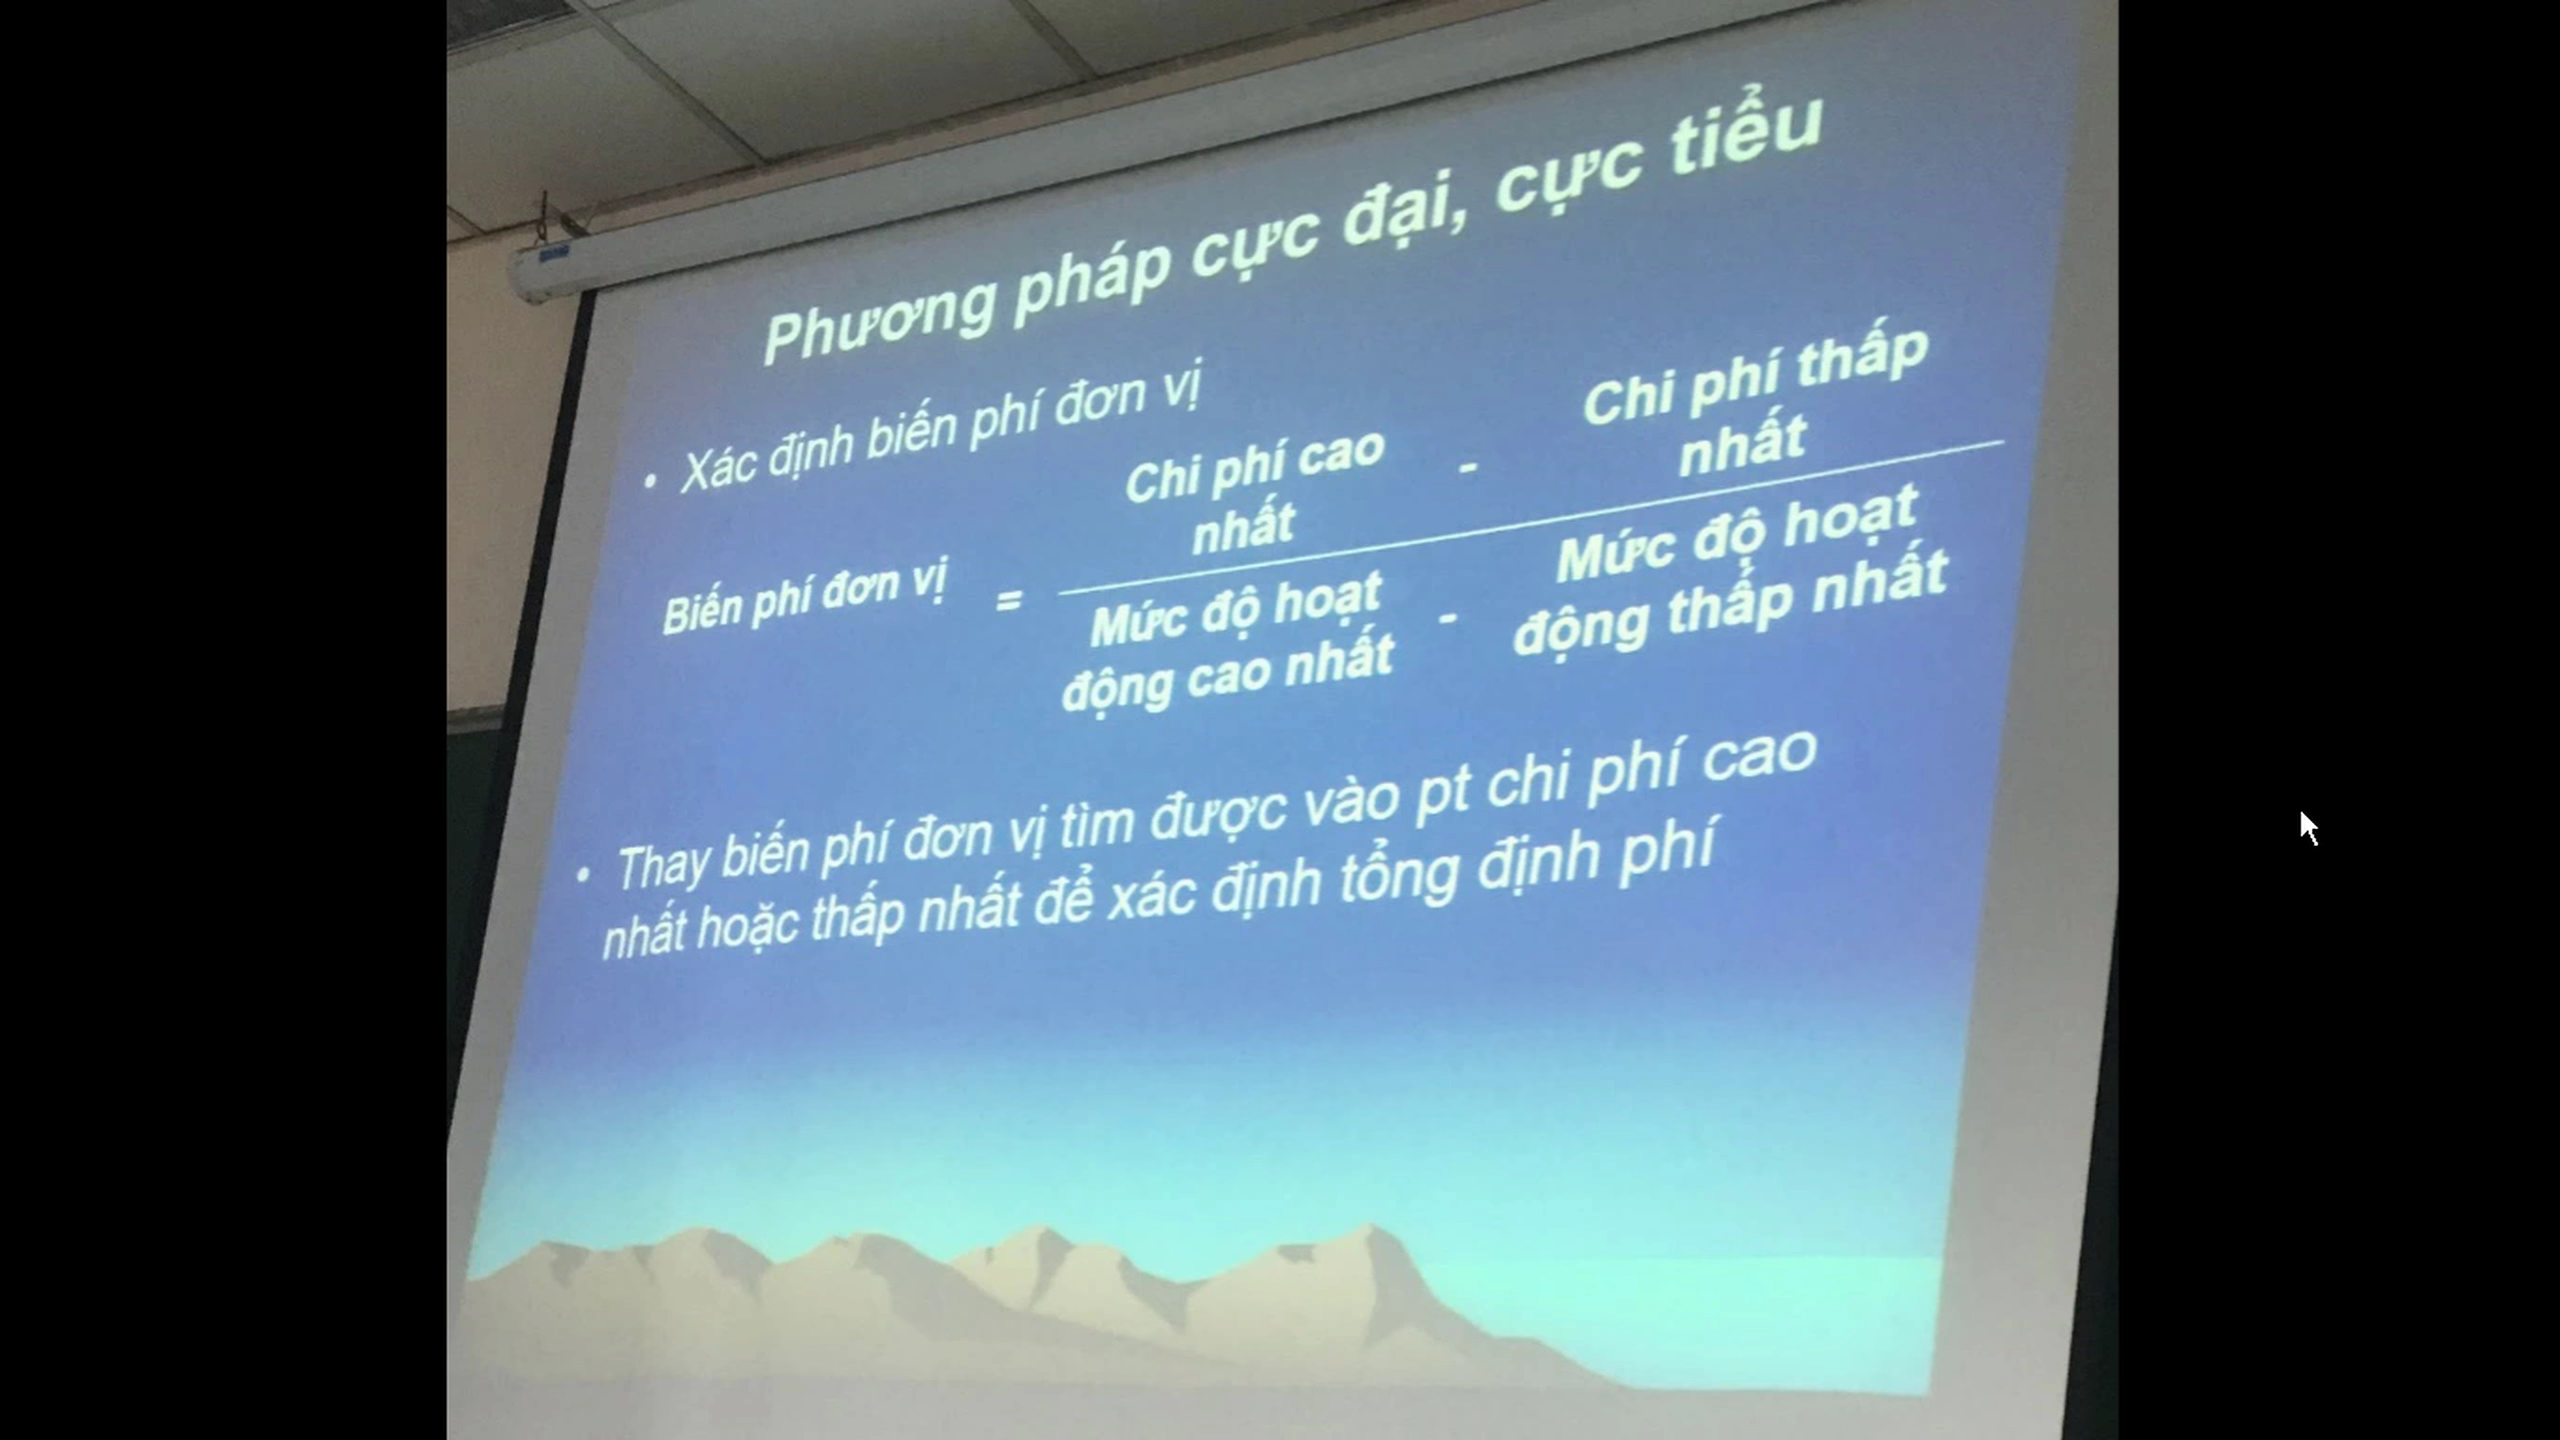 Phương pháp cực đại, cực tiểu
• Xác định biến phí đơn vị
Chi phí cao
nhất
-
Chi phí thấp
nhất
Biến phí đơn vị =
Mức độ hoạt
động cao nhất
-
Mức độ hoạt
động thấp nhất
• Thay biến phí đơn vị tìm được vào pt chi phí cao
nhất hoặc thấp nhất để xác định tổng định phí